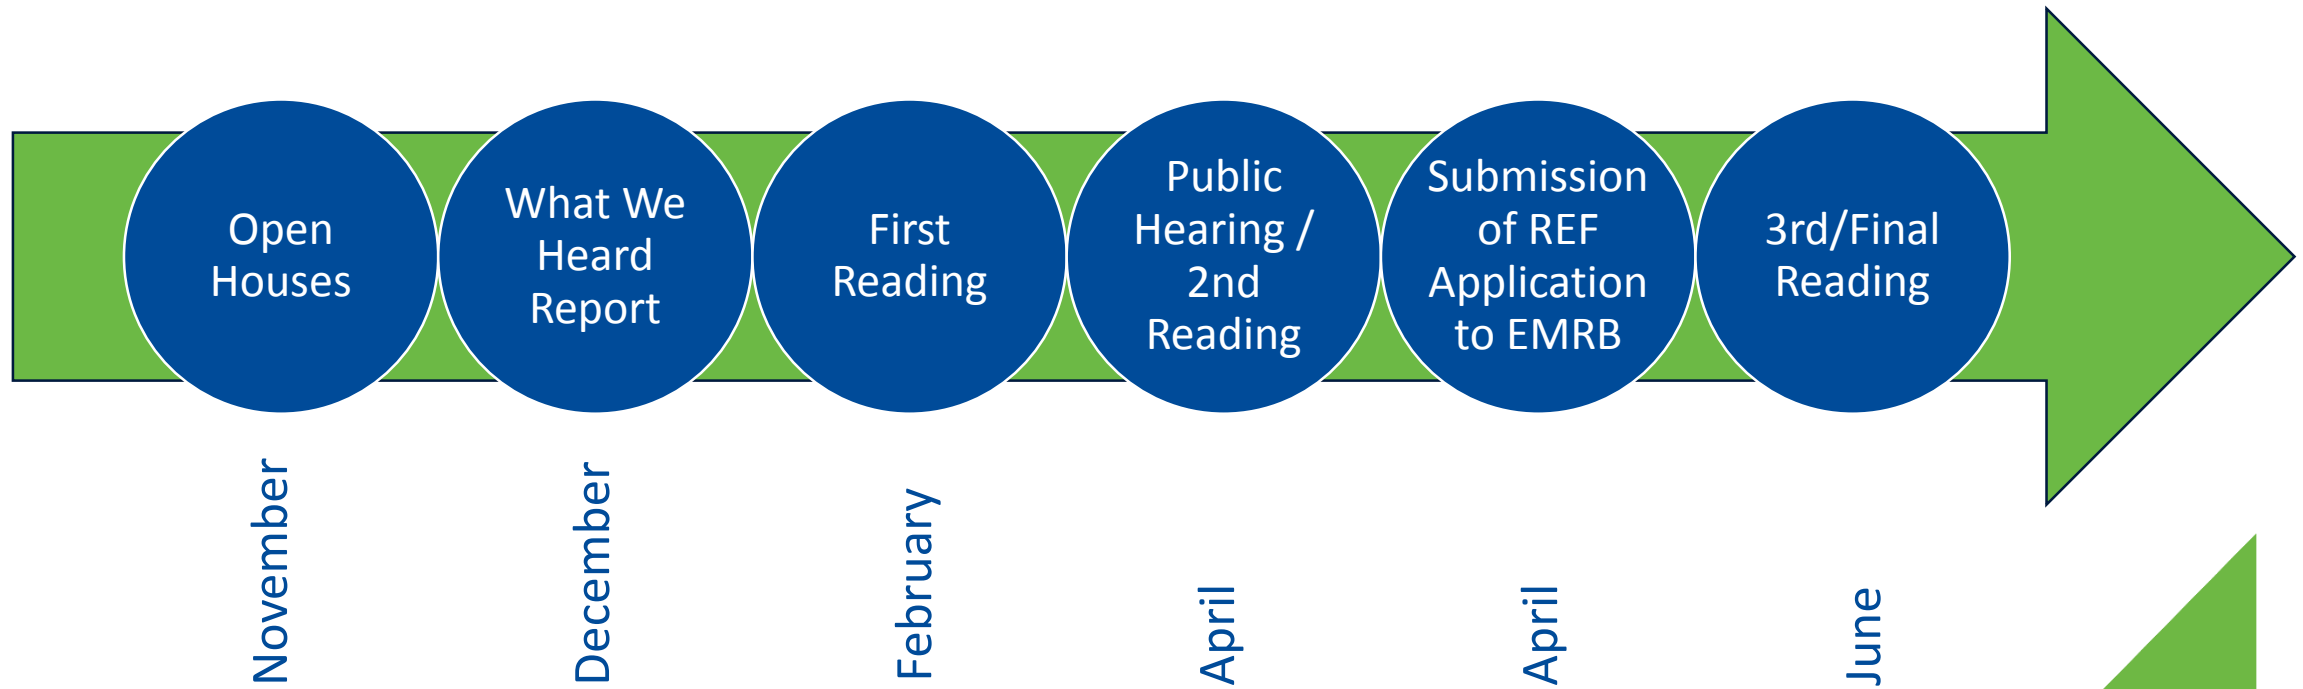 Open
Houses
What We
Heard
Report
First
Reading
Public
Hearing /
2nd
Reading
Submission
of REF
Application
to EMRB
3rd/Final
Reading
November
December
February
April
April
June